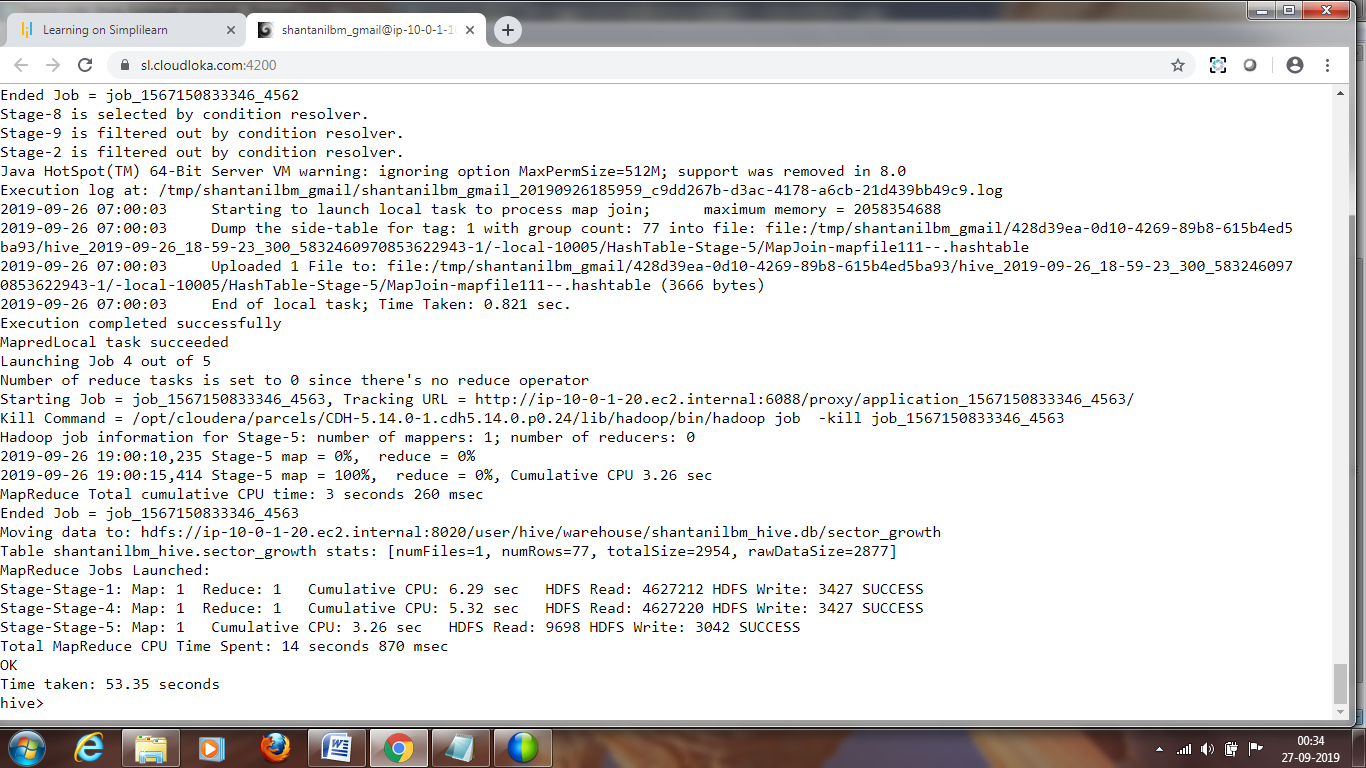 Learning on Simplilearn
shantanilbm_gmail@ip-10-0-1-10
sl.cloudloka.com:4200
Ended Job = job_1567150833346_4562
Stage-8 is selected by condition resolver.
Stage-9 is filtered out by condition resolver.
Stage-2 is filtered out by condition resolver.
Java HotSpot(TM) 64-Bit Server VM warning: ignoring option MaxPermSize=512M; support was removed in 8.0
Execution log at: /tmp/shantanilbm_gmail/shantanilbm_gmail_20190926185959_c9dd267b-d3ac-4178-a6cb-21d439bb49c9.log
2019-09-26 07:00:03     Starting to launch local task to process map join;      maximum memory = 2058354688
2019-09-26 07:00:03     Dump the side-table for tag: 1 with group count: 77 into file: file:/tmp/shantanilbm_gmail/428d39ea-0d10-4269-89b8-615b4ed5
ba93/hive_2019-09-26_18-59-23_300_5832460970853622943-1/-local-10005/HashTable-Stage-5/MapJoin-mapfile111--.hashtable
2019-09-26 07:00:03     Uploaded 1 File to: file:/tmp/shantanilbm_gmail/428d39ea-0d10-4269-89b8-615b4ed5ba93/hive_2019-09-26_18-59-23_300_583246097
0853622943-1/-local-10005/HashTable-Stage-5/MapJoin-mapfile111--.hashtable (3666 bytes)
2019-09-26 07:00:03     End of local task; Time Taken: 0.821 sec.
Execution completed successfully
MapredLocal task succeeded
Launching Job 4 out of 5
Number of reduce tasks is set to 0 since there's no reduce operator
Starting Job = job_1567150833346_4563, Tracking URL = http://ip-10-0-1-20.ec2.internal:6088/proxy/application_1567150833346_4563/
Kill Command = /opt/cloudera/parcels/CDH-5.14.0-1.cdh5.14.0.p0.24/lib/hadoop/bin/hadoop job  -kill job_1567150833346_4563
Hadoop job information for Stage-5: number of mappers: 1; number of reducers: 0
2019-09-26 19:00:10,235 Stage-5 map = 0%,  reduce = 0%
2019-09-26 19:00:15,414 Stage-5 map = 100%,  reduce = 0%, Cumulative CPU 3.26 sec
MapReduce Total cumulative CPU time: 3 seconds 260 msec
Ended Job = job_1567150833346_4563
Moving data to: hdfs://ip-10-0-1-20.ec2.internal:8020/user/hive/warehouse/shantanilbm_hive.db/sector_growth
Table shantanilbm_hive.sector_growth stats: [numFiles=1, numRows=77, totalSize=2954, rawDataSize=2877]
MapReduce Jobs Launched:
Stage-Stage-1: Map: 1  Reduce: 1   Cumulative CPU: 6.29 sec   HDFS Read: 4627212 HDFS Write: 3427 SUCCESS
Stage-Stage-4: Map: 1  Reduce: 1   Cumulative CPU: 5.32 sec   HDFS Read: 4627220 HDFS Write: 3427 SUCCESS
Stage-Stage-5: Map: 1   Cumulative CPU: 3.26 sec   HDFS Read: 9698 HDFS Write: 3042 SUCCESS
Total MapReduce CPU Time Spent: 14 seconds 870 msec
OK
Time taken: 53.35 seconds
hive>
00:34
27-09-2019